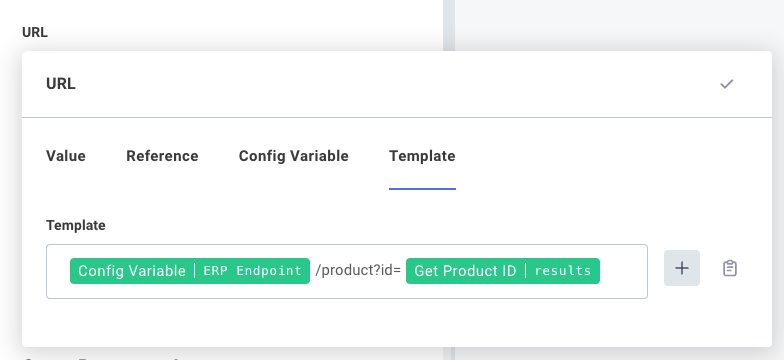 URL
URL
Value Reference Config Variable Template
Template
Config Variable | ERP Endpoint /product?id= Get Product ID | results